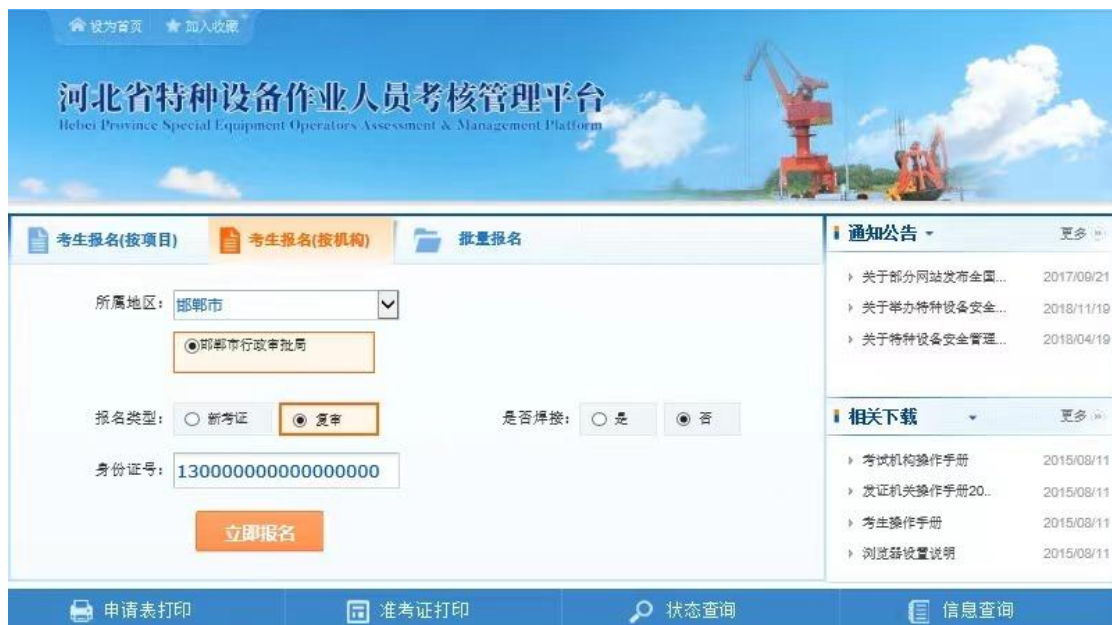 设为首页 加入收藏
河北省特种设备作业人员考核管理平台
Hebei Province Special Equipment Operators Assessment & Management Platform
考生报名(按项目) 考生报名(按机构) 批量报名
所属地区: 邯郸市
邯郸市行政审批局
报名类型: 新考证 复审 是否焊接: 是 否
身份证号: 130000000000000000
立即报名
通知公告 更多
关于部分网站发布全国... 2017/09/21
关于举办特种设备安全... 2018/11/19
关于特种设备安全管理... 2018/04/19
相关下载 更多
考试机构操作手册 2015/08/11
发证机关操作手册20.. 2015/08/11
考生操作手册 2015/08/11
浏览器设置说明 2015/08/11
申请表打印 准考证打印 状态查询 信息查询